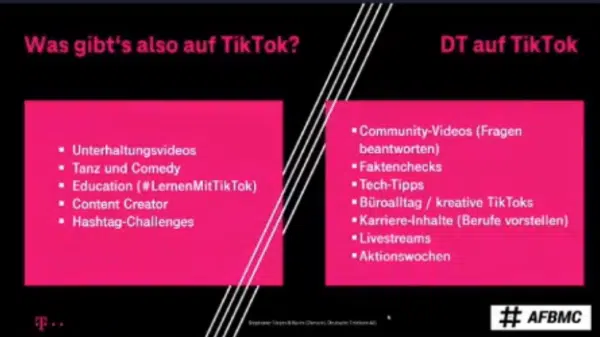 Was gibt's also auf TikTok?
DT auf TikTok
▪ Unterhaltungsvideos
▪ Tanz und Comedy
▪ Education (#LernenMitTikTok)
▪ Content Creator
▪ Hashtag-Challenges
▪ Community-Videos (Fragen
beantworten)
▪ Faktenchecks
▪ Tech-Tipps
▪ Büroalltag / kreative TikToks
▪ Karriere-Inhalte (Berufe vorstellen)
▪ Livestreams
▪ Aktionswochen
T
# AFBMC